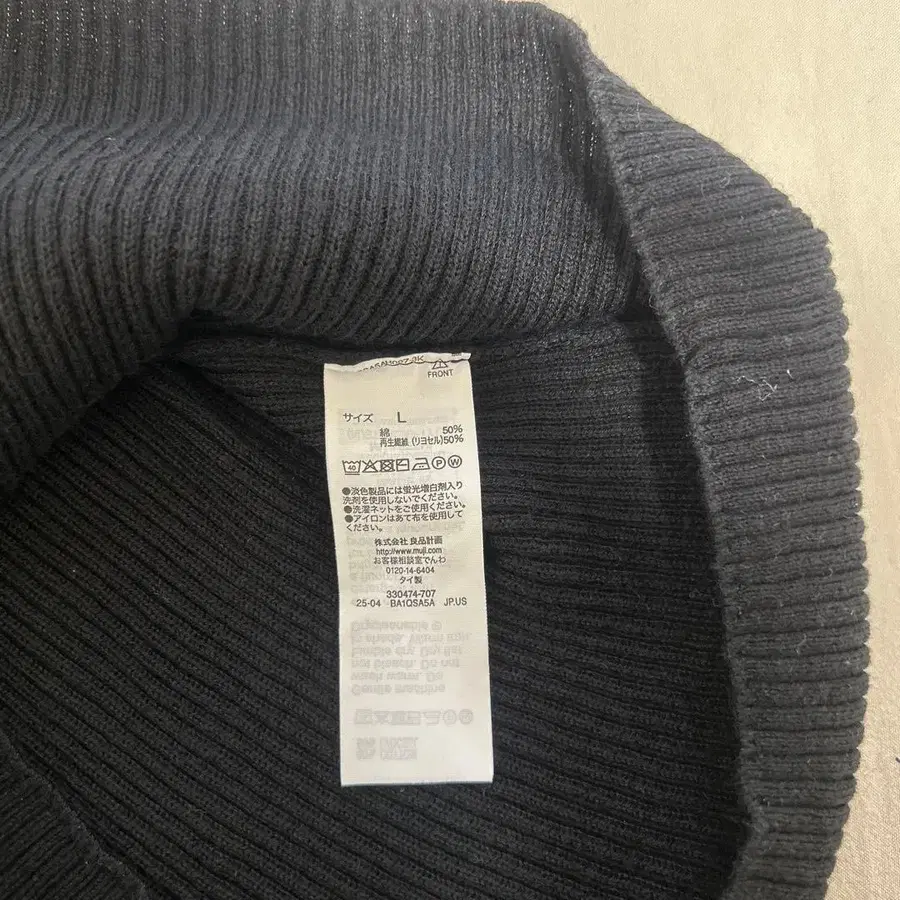 FRONT
サイズ L
綿 50%
再生繊維 (リヨセル)50%
40 P W
●淡色製品には蛍光増白剤入り
洗剤を使用しないでください。
●洗濯ネットをご使用ください。
●アイロンはあて布を使用して
ください。
株式会社 良品計画
http://www.muji.com
お客様相談室でんわ
0120-14-6404
タイ製
330474-707
25-04 BA1QSA5A JP.US